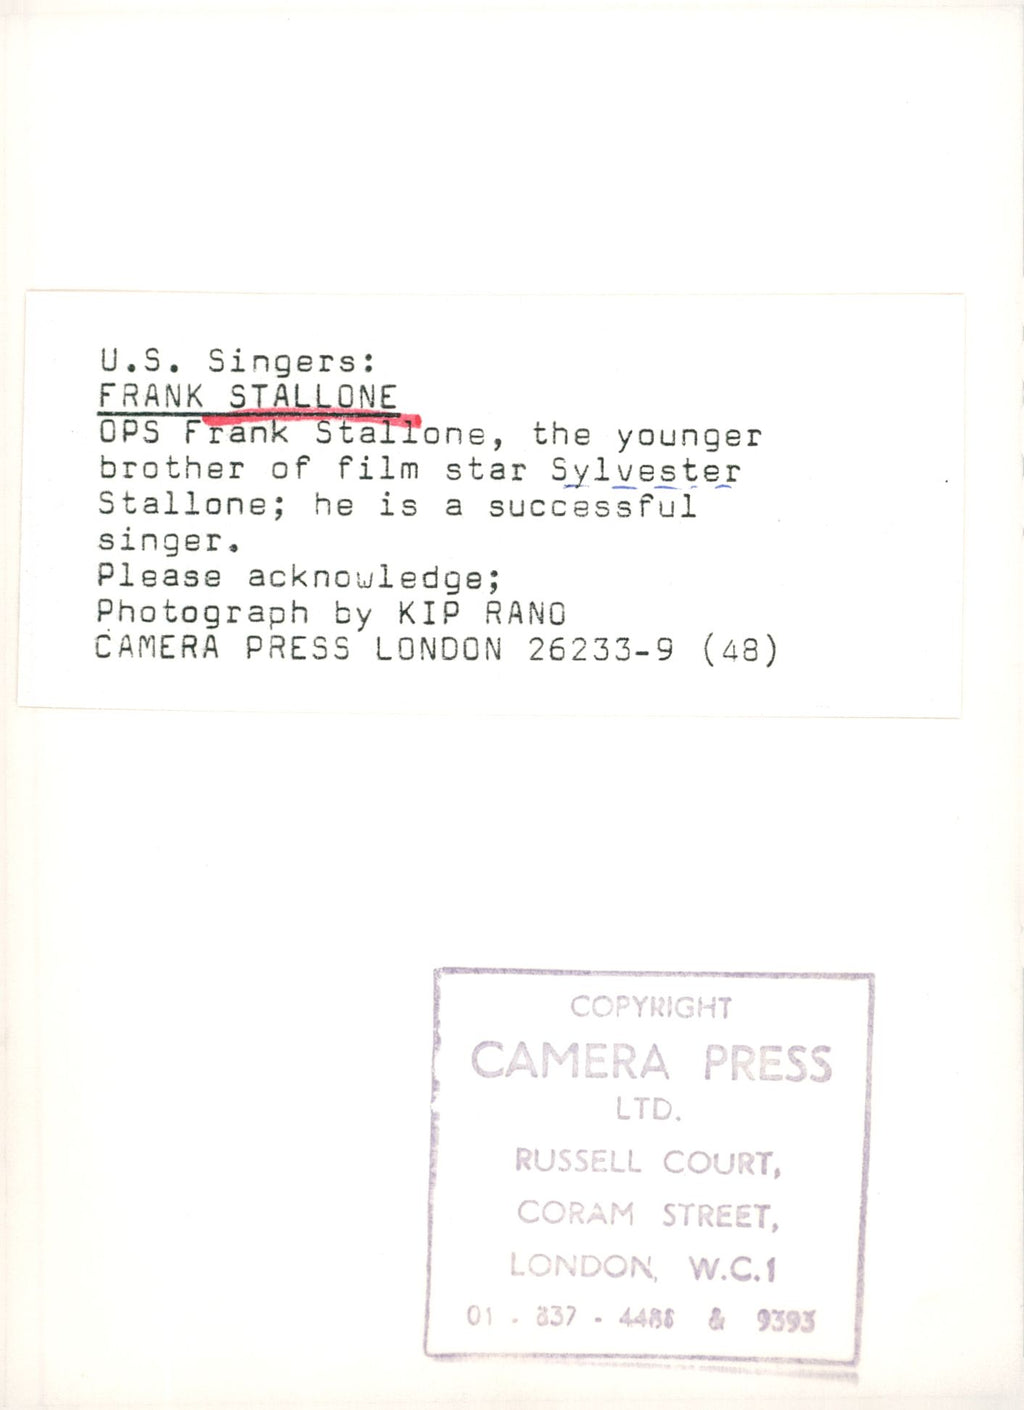 U.S. Singers:
FRANK STALLONE
OPS Frank Stallone, the younger
brother of film star Sylvester
Stallone; he is a successful
singer.
Please acknowledge;
Photograph by KIP RANO
CAMERA PRESS LONDON 26233-9 (48)
COPYRIGHT
CAMERA PRESS
LTD.
RUSSELL COURT,
CORAM STREET,
LONDON, W.C.1
01 - 837 - 4488 & 9393